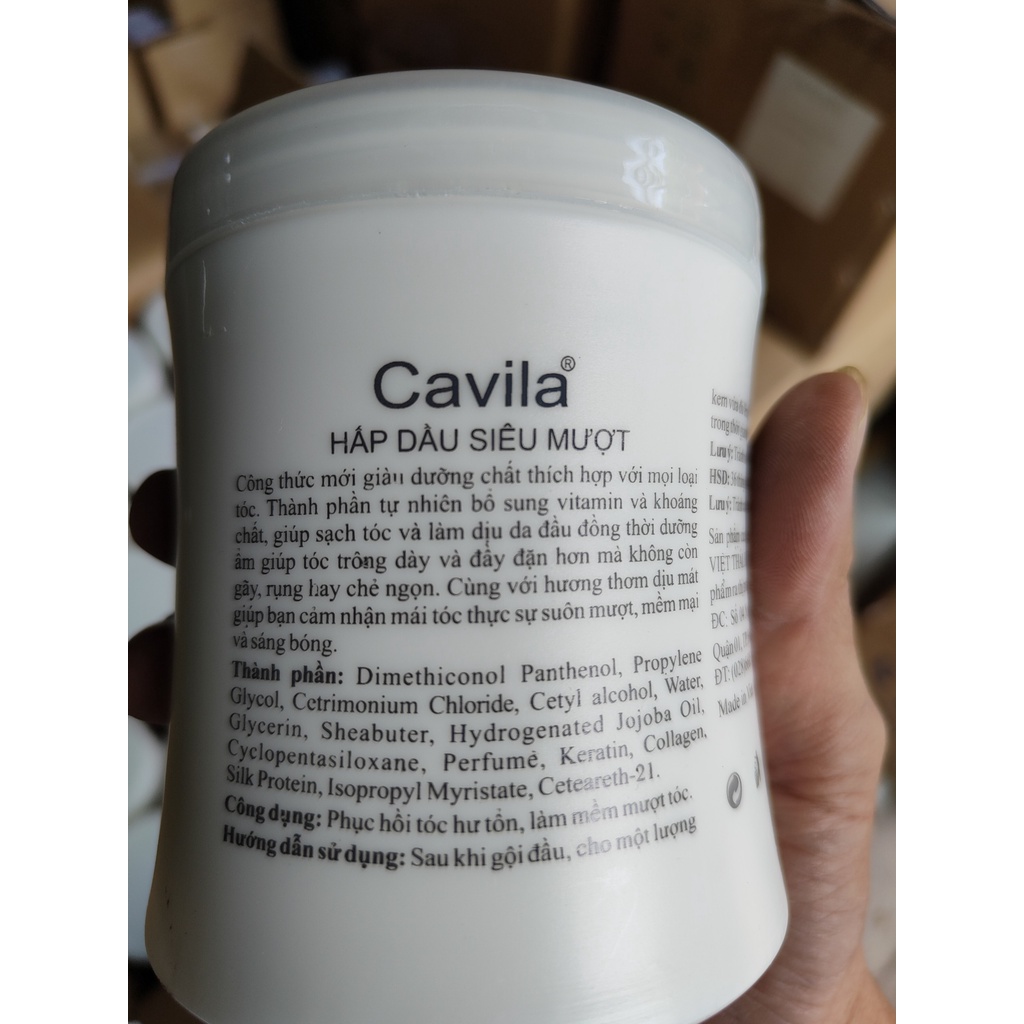 Cavila®
HẤP DẦU SIÊU MƯỢT
Công thức mới giàu dưỡng chất thích hợp với mọi loại
tóc. Thành phần tự nhiên bổ sung vitamin và khoáng
chất, giúp sạch tóc và làm dịu da đầu đồng thời dưỡng
ẩm giúp tóc trông dày và đầy đặn hơn mà không còn
gãy, rụng hay chẻ ngọn. Cùng với hương thơm dịu mát
giúp bạn cảm nhận mái tóc thực sự suôn mượt, mềm mại
và sáng bóng.
Thành phần: Dimethiconol Panthenol, Propylene
Glycol, Cetrimonium Chloride, Cetyl alcohol, Water,
Glycerin, Sheabuter, Hydrogenated Jojoba Oil,
Cyclopentasiloxane, Perfume, Keratin, Collagen,
Silk Protein, Isopropyl Myristate, Ceteareth-21.
Công dụng: Phục hồi tóc hư tổn, làm mềm mượt tóc.
Hướng dẫn sử dụng: Sau khi gội đầu, cho một lượng
kem vừa
trong
Lưu ý:
HSD:
Lưu ý:
Sản phẩm
VIỆT
phẩm
ĐC: Số
Quận
ĐT:
Made in